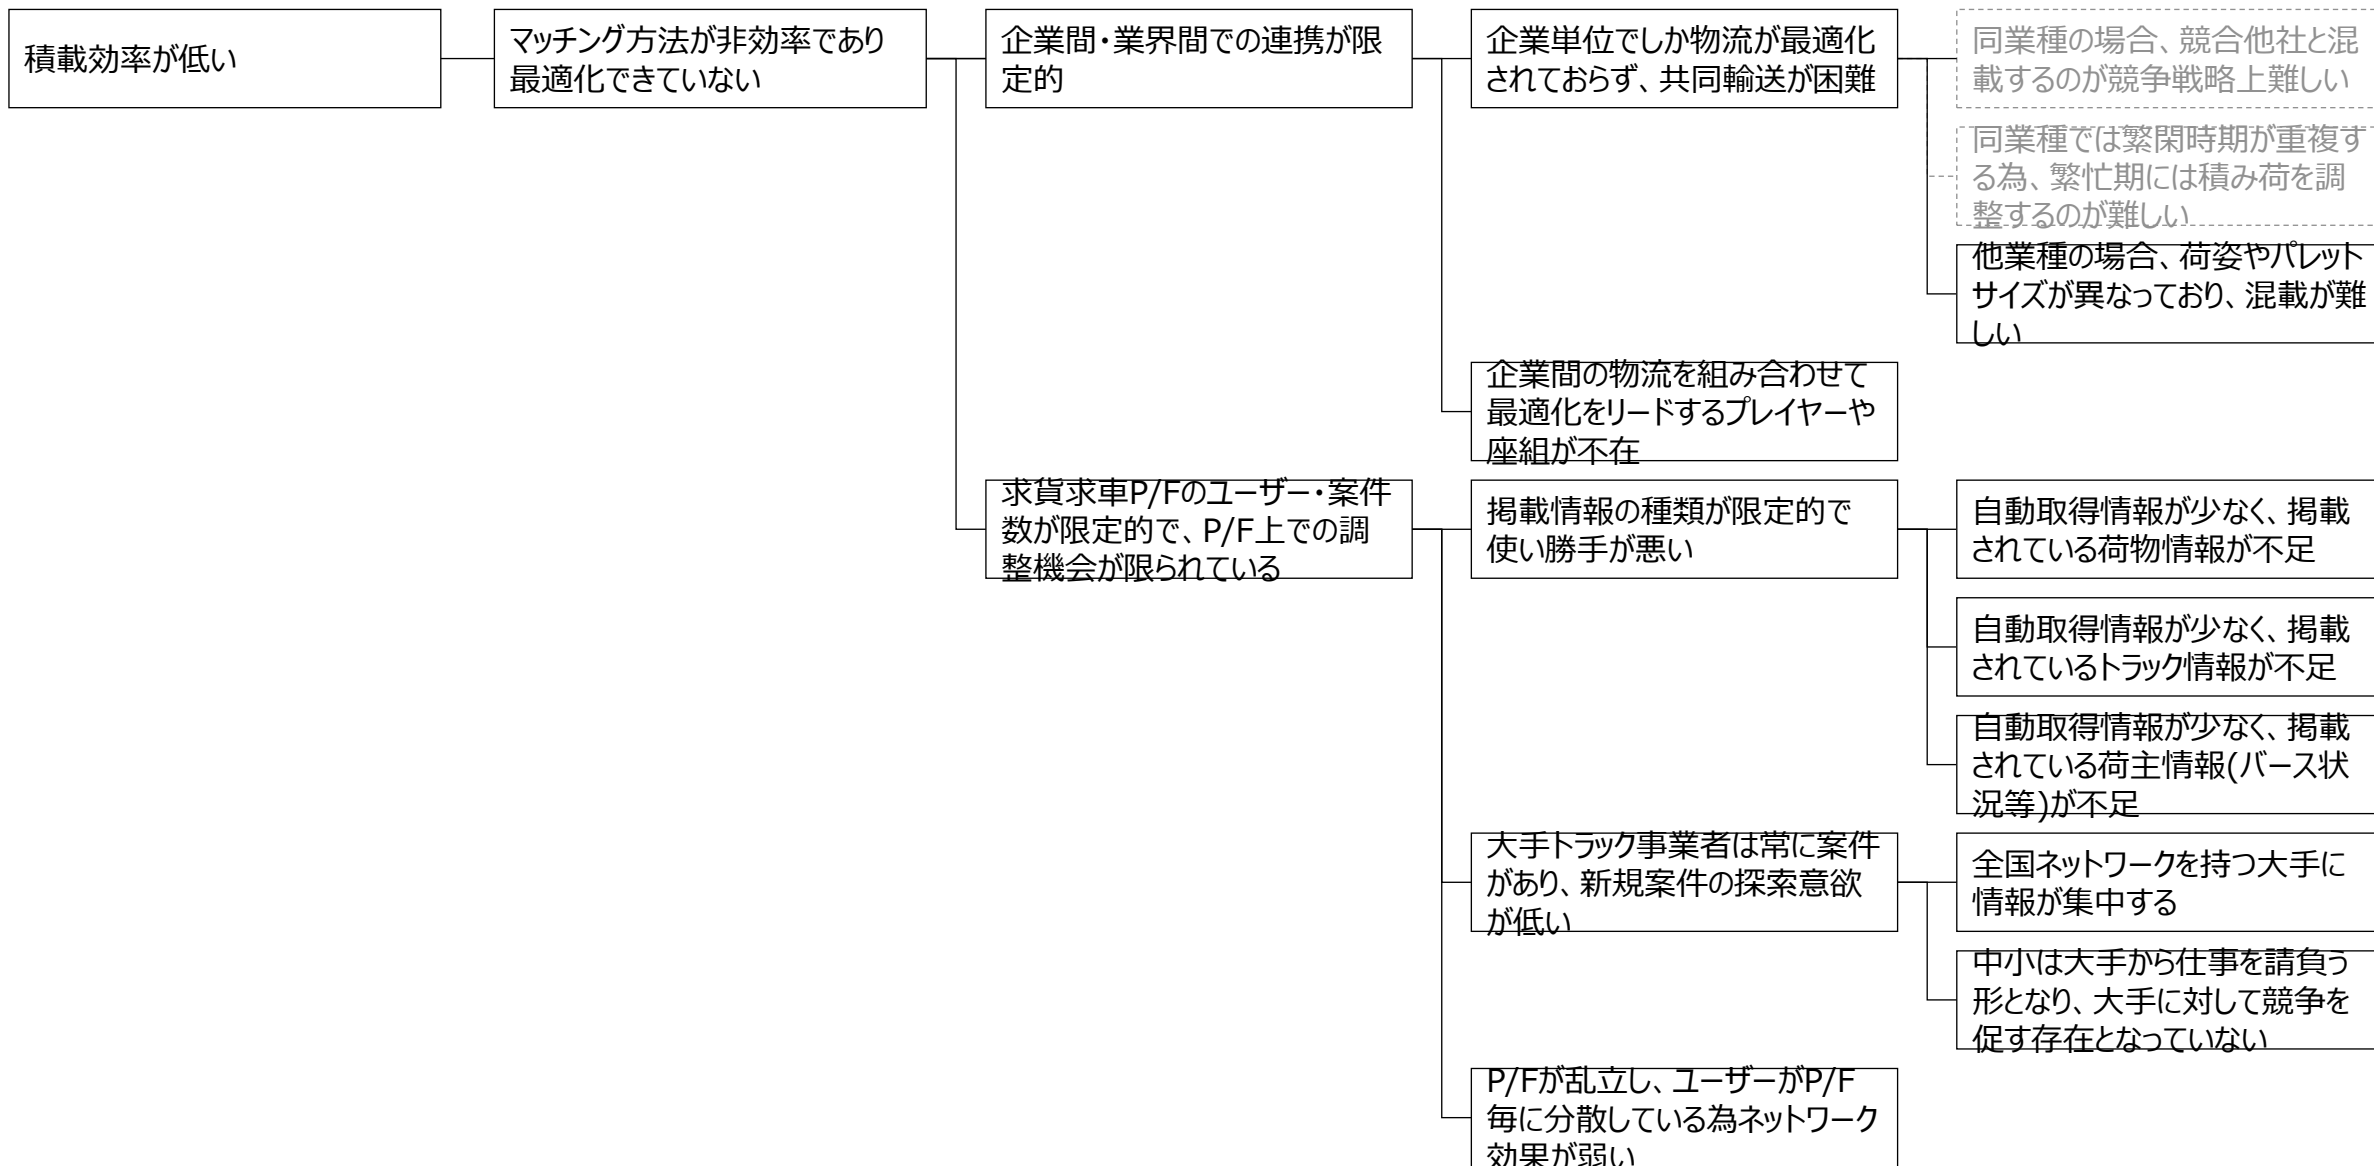 積載効率が低い
マッチング方法が非効率であり
最適化できていない
企業間・業界間での連携が限
定的
企業単位でしか物流が最適化
されておらず、共同輸送が困難
同業種の場合、競合他社と混
載するのが競争戦略上難しい
同業種では繁閑時期が重複す
る為、繁忙期には積み荷を調
整するのが難しい
他業種の場合、荷姿やパレット
サイズが異なっており、混載が難
しい
企業間の物流を組み合わせて
最適化をリードするプレイヤーや
座組が不在
求貨求車P/Fのユーザー・案件
数が限定的で、P/F上での調
整機会が限られている
掲載情報の種類が限定的で
使い勝手が悪い
自動取得情報が少なく、掲載
されている荷物情報が不足
自動取得情報が少なく、掲載
されているトラック情報が不足
自動取得情報が少なく、掲載
されている荷主情報(バース状
況等)が不足
大手トラック事業者は常に案件
があり、新規案件の探索意欲
が低い
全国ネットワークを持つ大手に
情報が集中する
中小は大手から仕事を請負う
形となり、大手に対して競争を
促す存在となっていない
P/Fが乱立し、ユーザーがP/F
毎に分散している為ネットワーク
効果が弱い